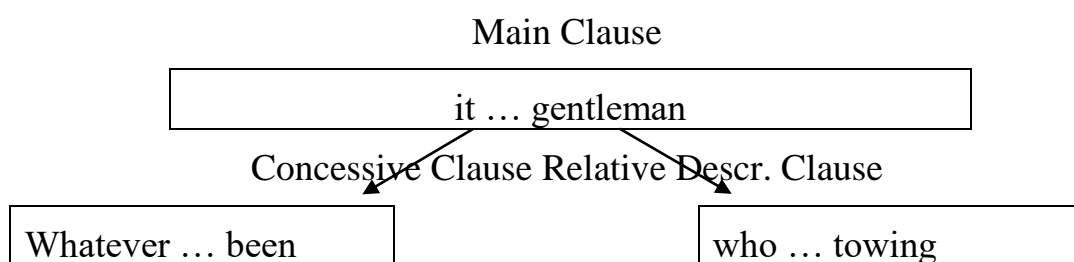 Main Clause
it … gentleman
Concessive Clause Relative Descr. Clause
Whatever … been
who … towing